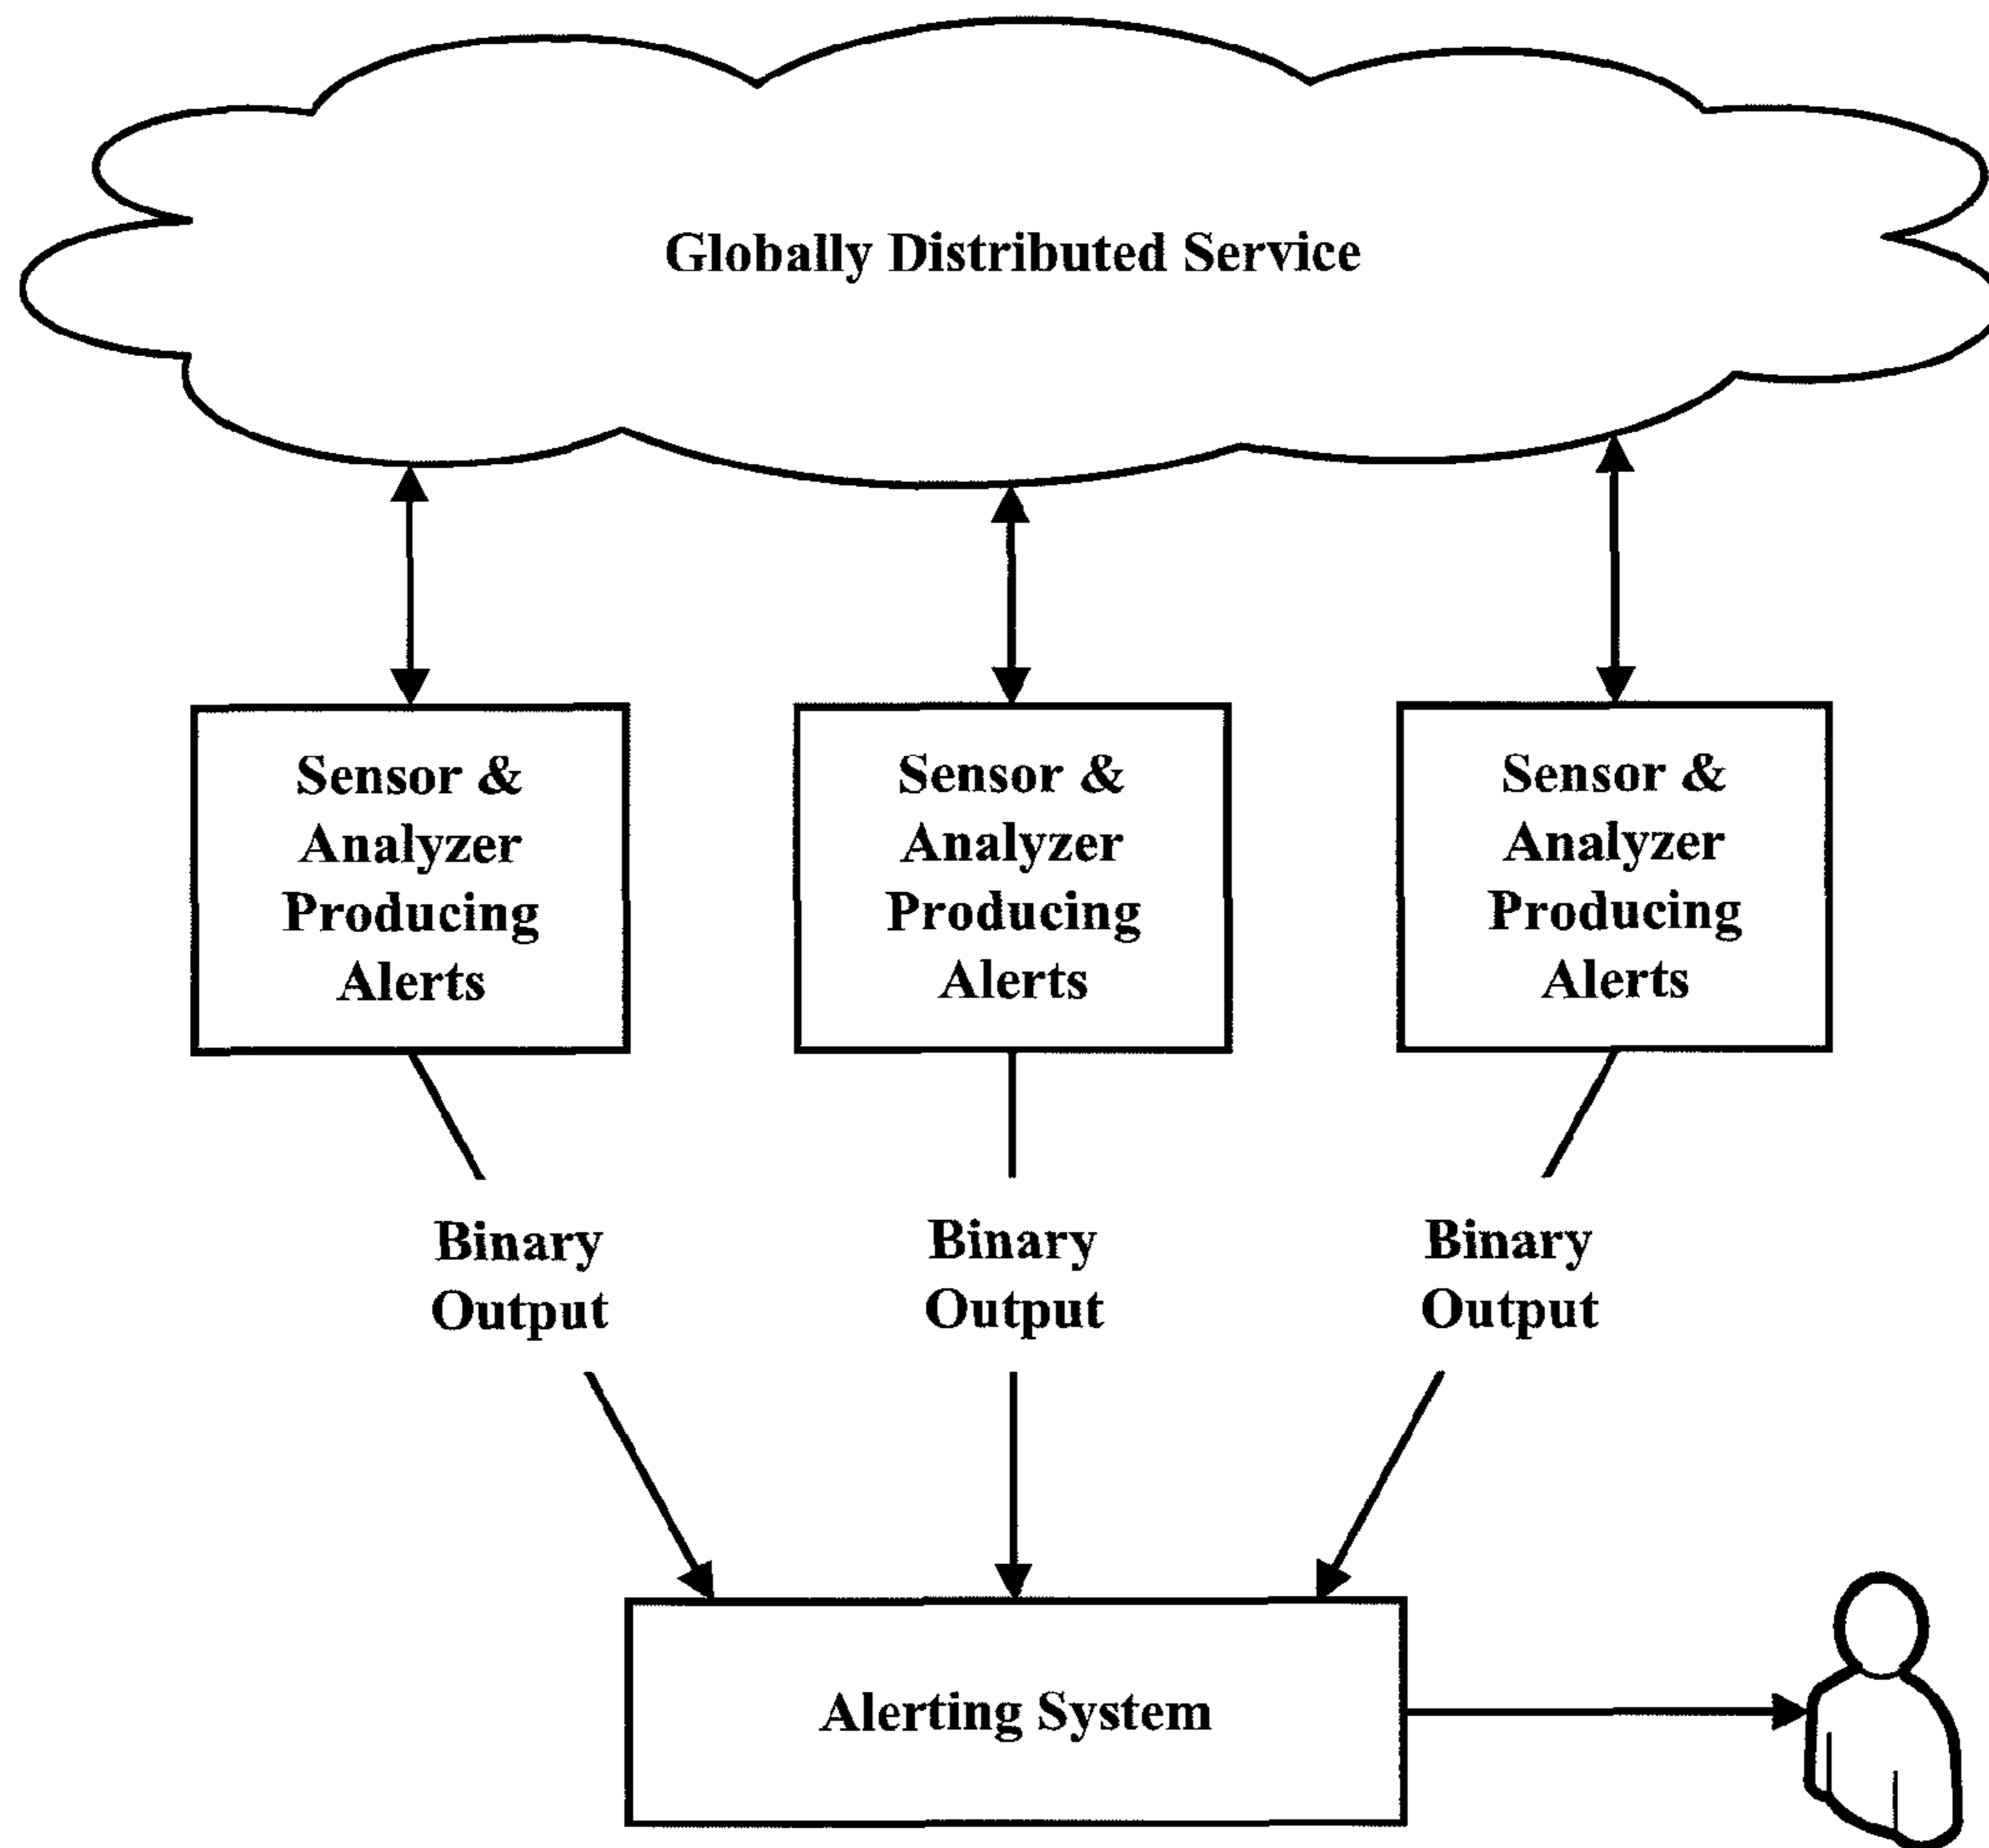 Globally Distributed Service
Sensor &
Analyzer
Producing
Alerts
Sensor &
Analyzer
Producing
Alerts
Sensor &
Analyzer
Producing
Alerts
Binary
Output
Binary
Output
Binary
Output
Alerting System